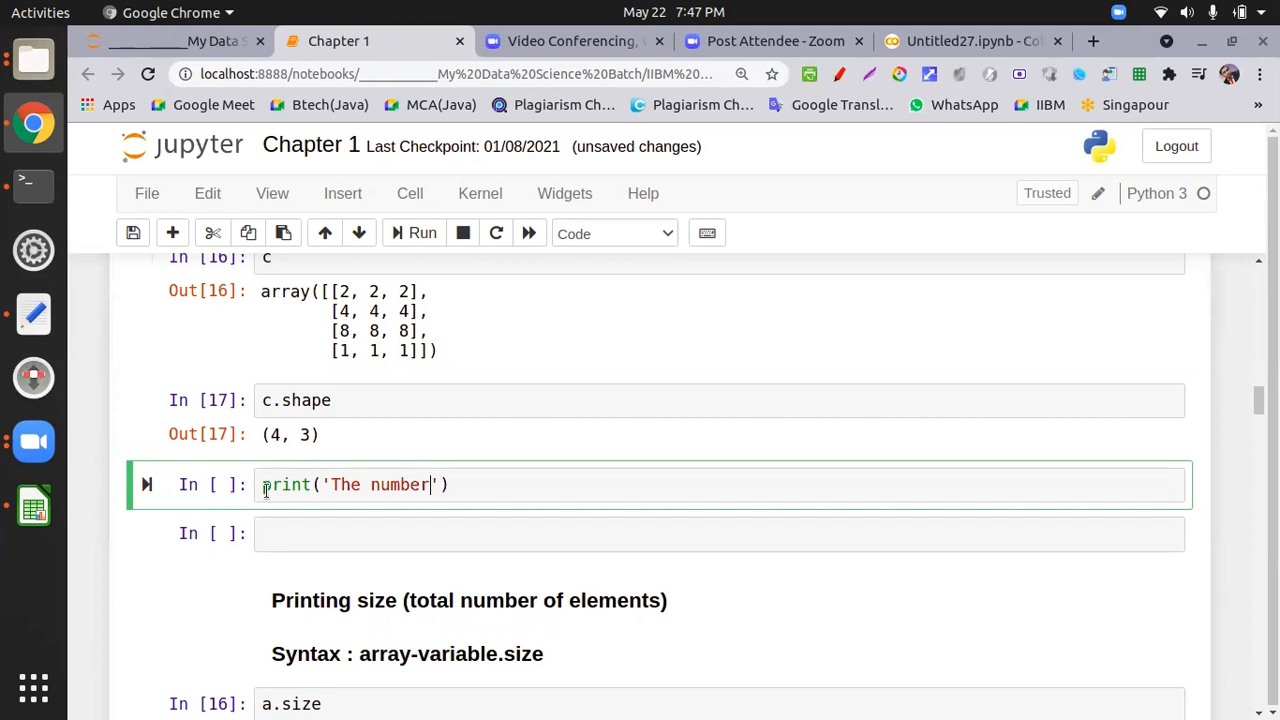 Activities
Google Chrome
May 22 7:47 PM
__________My Data S
Chapter 1
Video Conferencing, W
Post Attendee - Zoom
Untitled27.ipynb - Col
localhost:8888/notebooks/__________My%20Data%20Science%20Batch/IIBM%20...
Apps
Google Meet
Btech(Java)
MCA(Java)
Plagiarism Ch...
Plagiarism Ch...
Google Transl...
WhatsApp
IIBM
Singapour
»
jupyter
Chapter 1 Last Checkpoint: 01/08/2021 (unsaved changes)
Logout
File
Edit
View
Insert
Cell
Kernel
Widgets
Help
Trusted
Python 3
Run
Code
In [16]: c
Out[16]: array([[2, 2, 2],
[4, 4, 4],
[8, 8, 8],
[1, 1, 1]])
In [17]: c.shape
Out[17]: (4, 3)
In [ ]: print('The number')
In [ ]:
Printing size (total number of elements)
Syntax : array-variable.size
In [16]: a.size